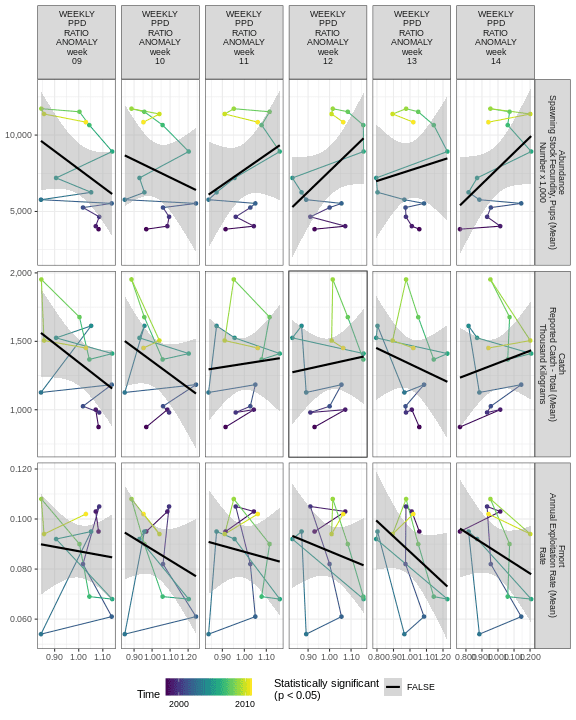 WEEKLY
PPD
RATIO
ANOMALY
week
09
WEEKLY
PPD
RATIO
ANOMALY
week
10
WEEKLY
PPD
RATIO
ANOMALY
week
11
WEEKLY
PPD
RATIO
ANOMALY
week
12
WEEKLY
PPD
RATIO
ANOMALY
week
13
WEEKLY
PPD
RATIO
ANOMALY
week
14
10,000
5,000
Abundance
Spawning Stock Fecundity, Pups (Mean)
Number x 1,000
2,000
1,500
1,000
Catch
Reported Catch - Total (Mean)
Thousand Kilograms
0.120
0.100
0.080
0.060
Fmort
Annual Exploitation Rate (Mean)
Rate
0.90 1.00 1.10
0.90 1.00 1.10 1.20
0.90 1.00 1.10
0.90 1.00 1.10
0.80 0.90 1.00 1.10 1.20
0.800 0.900 1.000 1.100 1.200
Time
2000 2010
Statistically significant
(p < 0.05)
FALSE